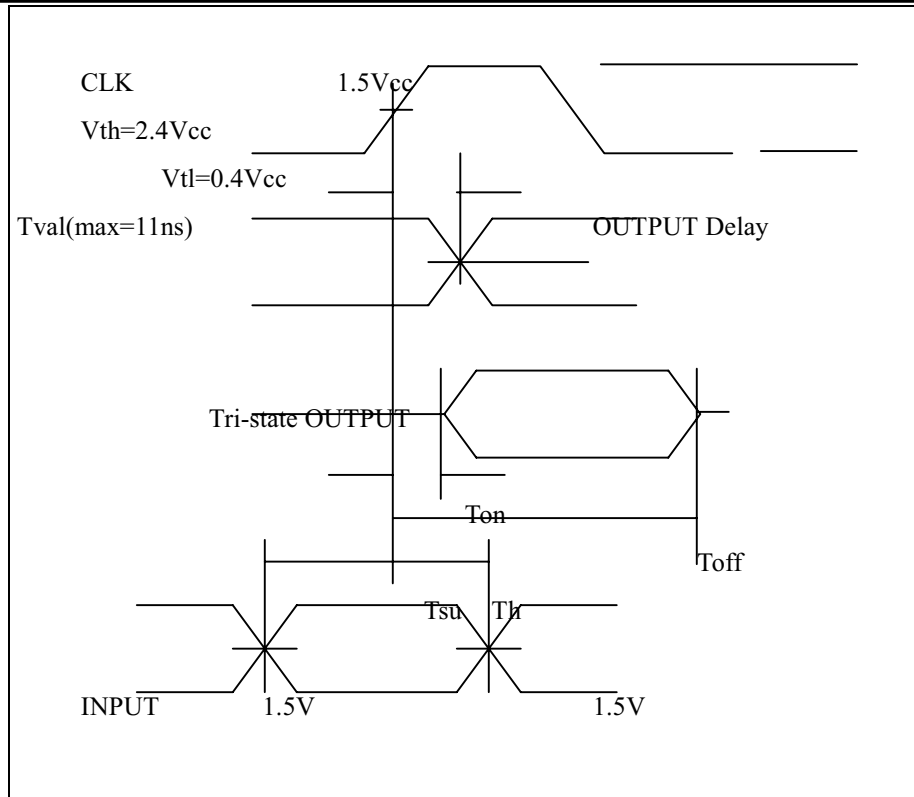 CLK 1.5Vcc
Vth=2.4Vcc
Vtl=0.4Vcc
Tval(max=11ns) OUTPUT Delay
Tri-state OUTPUT
Ton
Toff
Tsu Th
INPUT 1.5V 1.5V